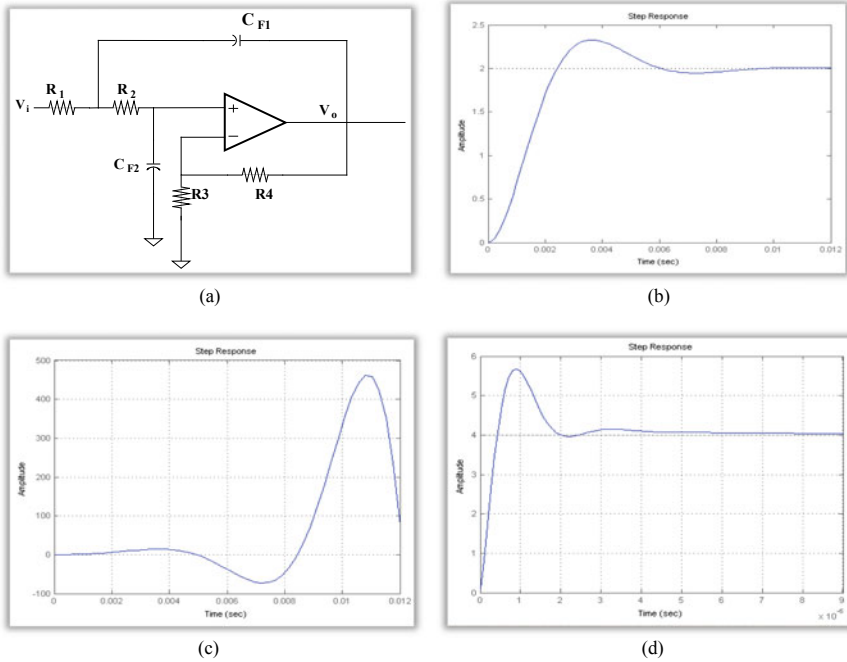 C F1
R 1
R 2
V i
+
−
V o
C F2
R3
R4
(a)
Step Response
Amplitude
2.5
2
1.5
1
0.5
0
0 0.002 0.004 0.006 0.008 0.01 0.012
Time (sec)
(b)
Step Response
Amplitude
500
400
300
200
100
0
-100
0 0.002 0.004 0.006 0.008 0.01 0.012
Time (sec)
(c)
Step Response
Amplitude
6
5
4
3
2
1
0
0 1 2 3 4 5 6 7 8 9
Time (sec)
x 10^-6
(d)